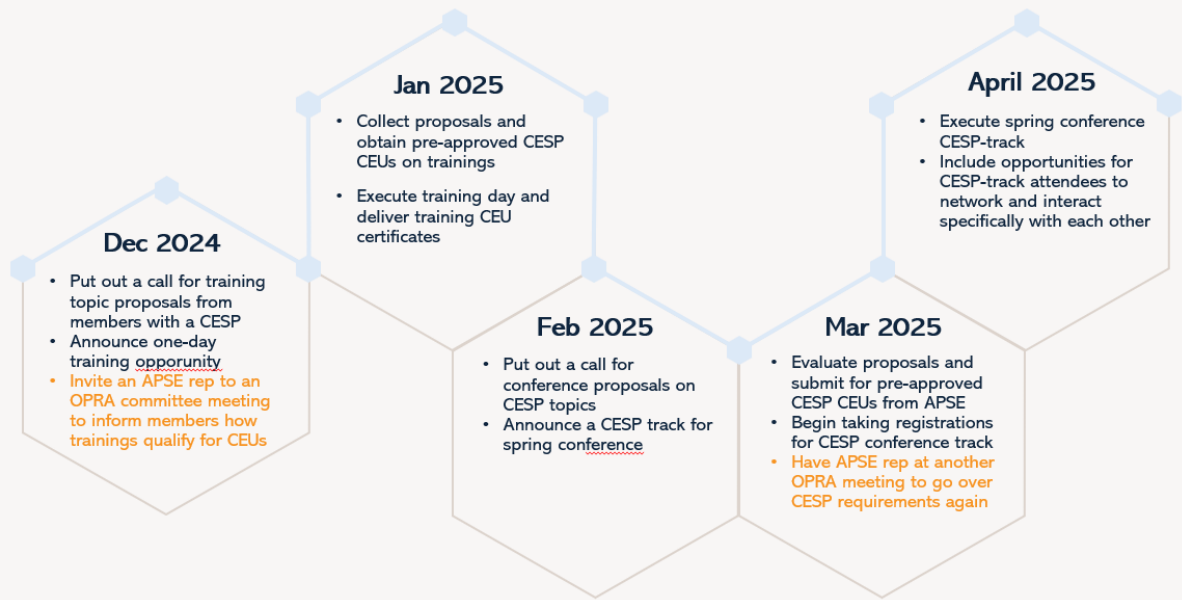 Dec 2024
• Put out a call for training
topic proposals from
members with a CESP
• Announce one-day
training opporunity
• Invite an APSE rep to an
OPRA committee meeting
to inform members how
trainings qualify for CEUs
Jan 2025
• Collect proposals and
obtain pre-approved CESP
CEUs on trainings
• Execute training day and
deliver training CEU
certificates
Feb 2025
• Put out a call for
conference proposals on
CESP topics
• Announce a CESP track for
spring conference
Mar 2025
• Evaluate proposals and
submit for pre-approved
CESP CEUs from APSE
• Begin taking registrations
for CESP conference track
• Have APSE rep at another
OPRA meeting to go over
CESP requirements again
April 2025
• Execute spring conference
CESP-track
• Include opportunities for
CESP-track attendees to
network and interact
specifically with each other